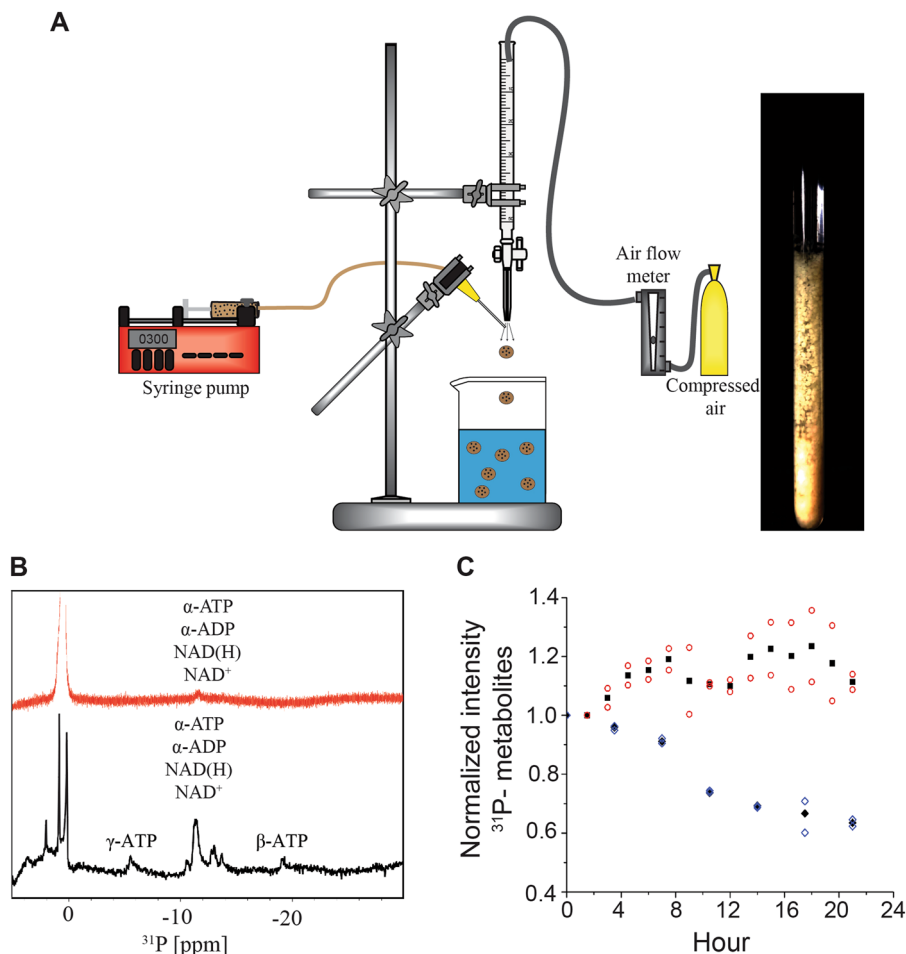 A
0300
Syringe pump
Air flow
meter
Compressed
air
B
α-ATP
α-ADP
NAD(H)
NAD⁺
α-ATP
α-ADP
NAD(H)
NAD⁺
γ-ATP
β-ATP
0
-10
-20
³¹P [ppm]
C
Normalized intensity
³¹P- metabolites
1.4
1.2
1.0
0.8
0.6
0.4
0
4
8
12
16
20
24
Hour